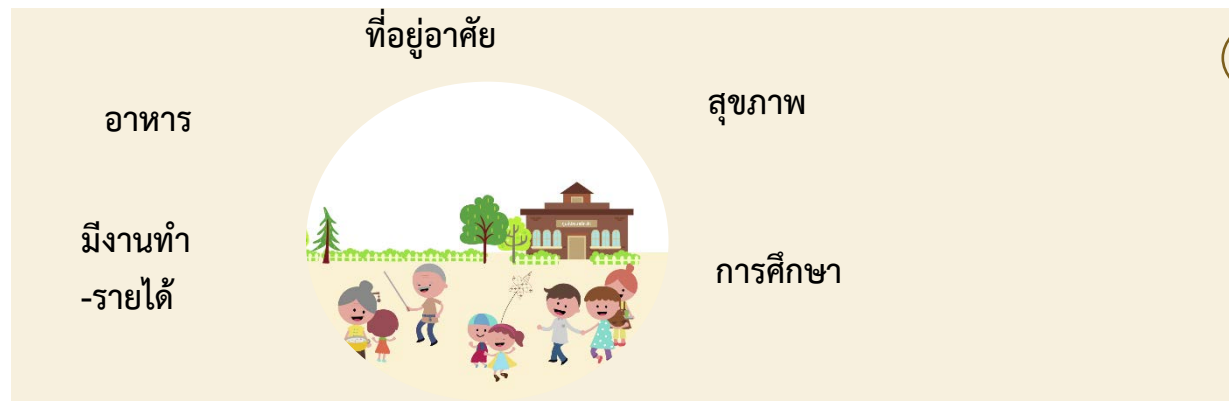 ที่อยู่อาศัย
อาหาร
สุขภาพ
มีงานทำ
-รายได้
การศึกษา